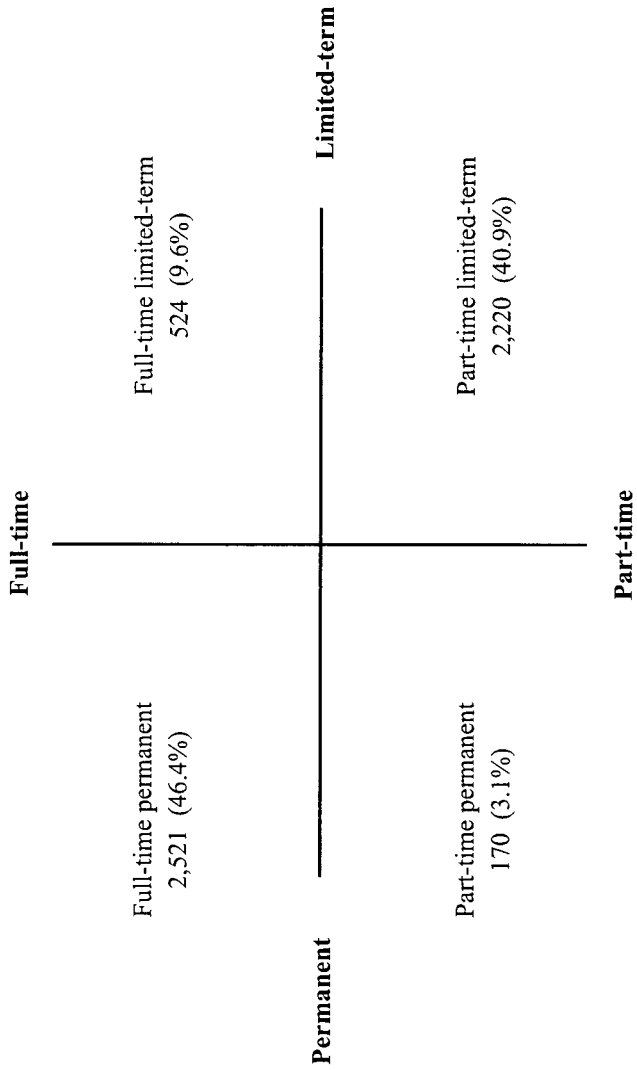 Full-time
Full-time permanent
2,521 (46.4%)
Full-time limited-term
524 (9.6%)
Permanent
Limited-term
Part-time permanent
170 (3.1%)
Part-time limited-term
2,220 (40.9%)
Part-time